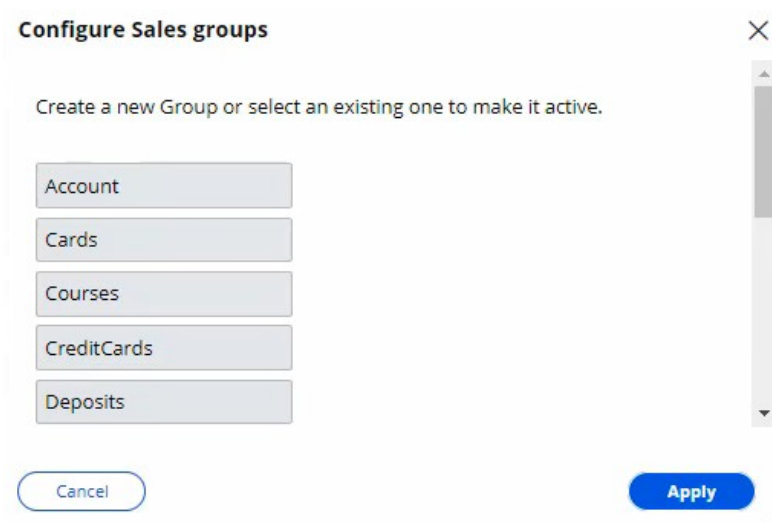 Configure Sales groups
Create a new Group or select an existing one to make it active.
Account
Cards
Courses
CreditCards
Deposits
Cancel
Apply